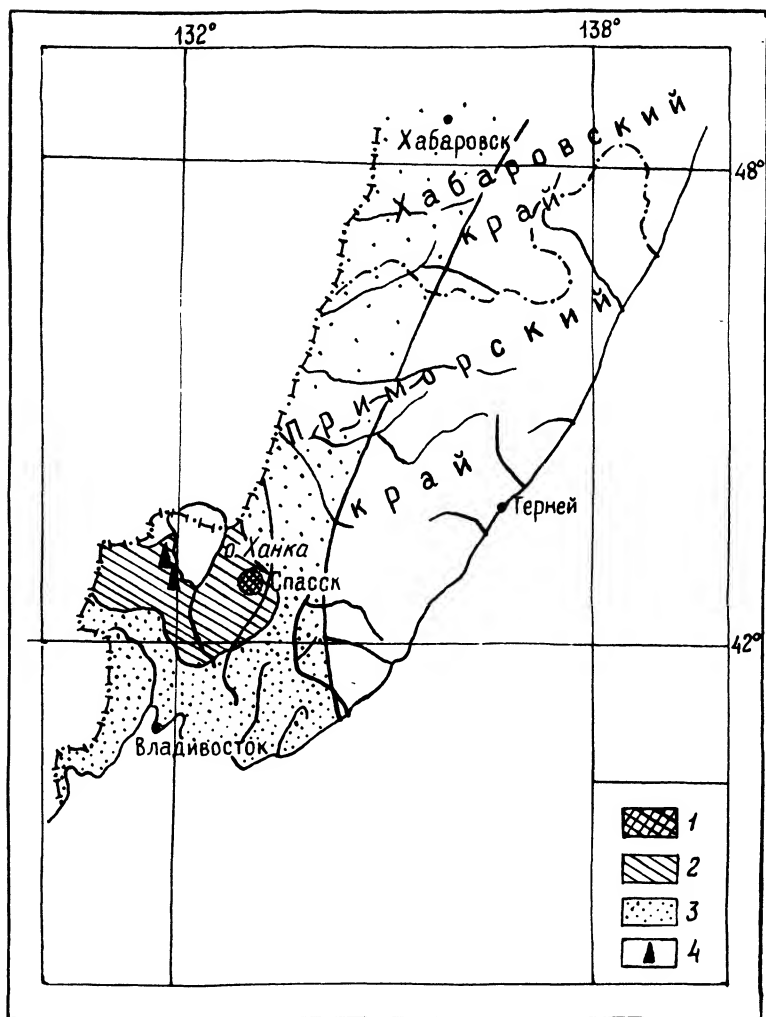 132° 138°
Хабаровск
48°
Хабаровский
край
Приморский
край
Терней
о. Ханка
Спасск
42°
Владивосток
1
2
3
4